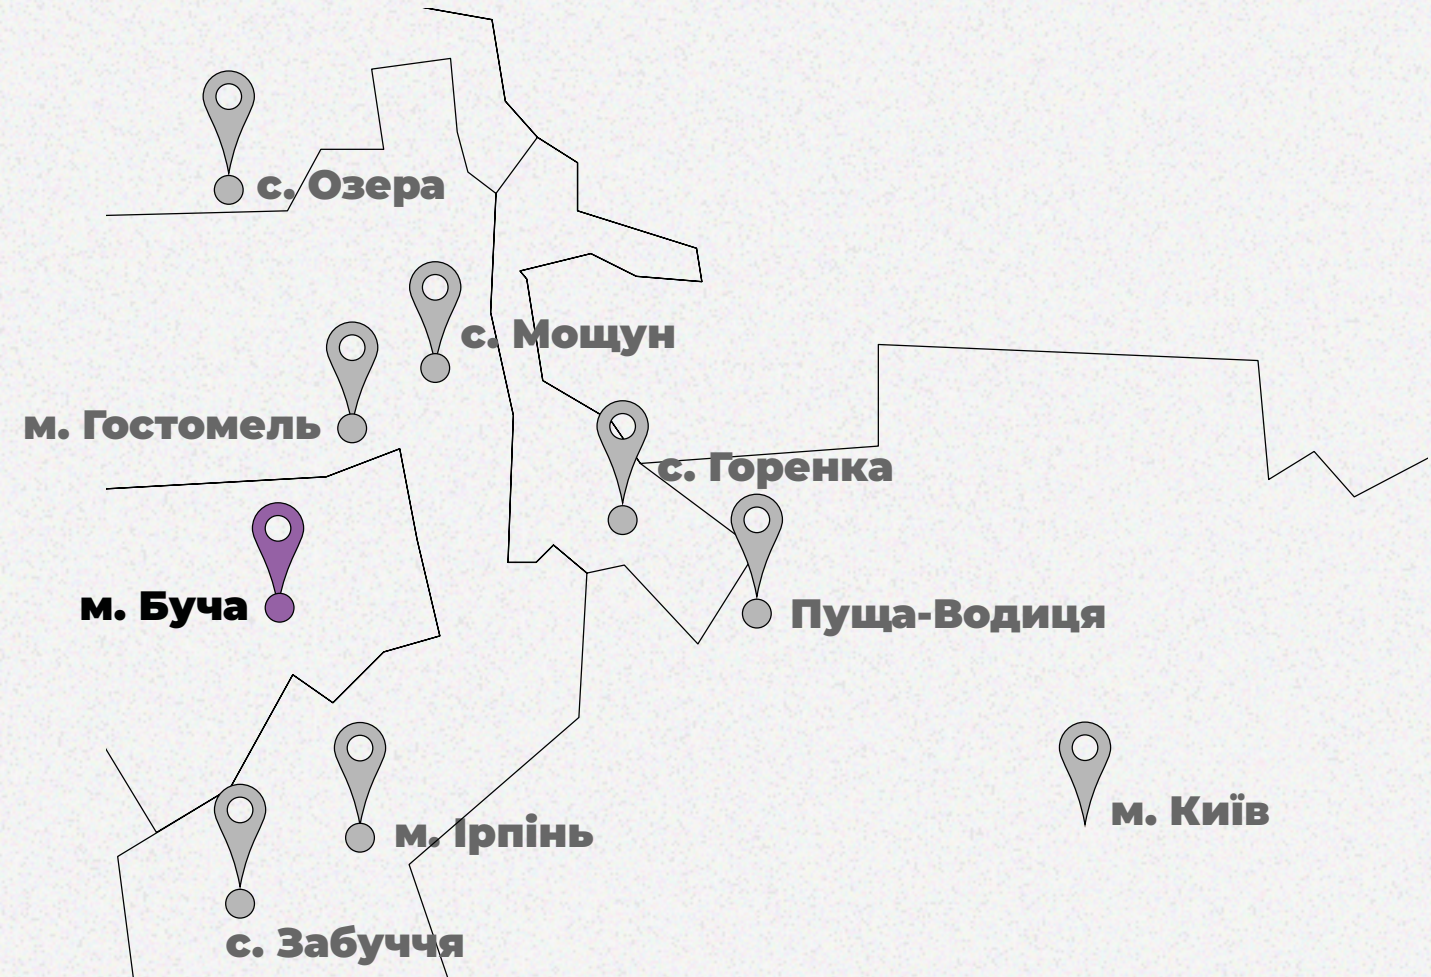 с. Озера
с. Мощун
м. Гостомель
с. Горенка
м. Буча
Пуща-Водиця
м. Київ
м. Ірпінь
с. Забуччя